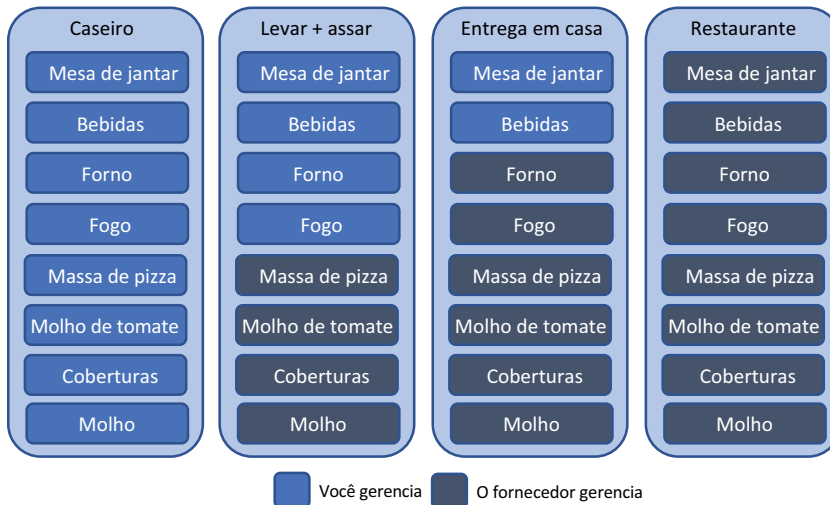 Caseiro
Mesa de jantar
Bebidas
Forno
Fogo
Massa de pizza
Molho de tomate
Coberturas
Molho
Levar + assar
Mesa de jantar
Bebidas
Forno
Fogo
Massa de pizza
Molho de tomate
Coberturas
Molho
Entrega em casa
Mesa de jantar
Bebidas
Forno
Fogo
Massa de pizza
Molho de tomate
Coberturas
Molho
Restaurante
Mesa de jantar
Bebidas
Forno
Fogo
Massa de pizza
Molho de tomate
Coberturas
Molho
Você gerencia
O fornecedor gerencia